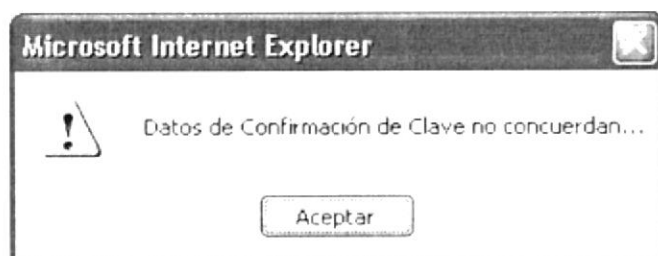 Microsoft Internet Explorer
Datos de Confirmación de Clave no concuerdan...
Aceptar